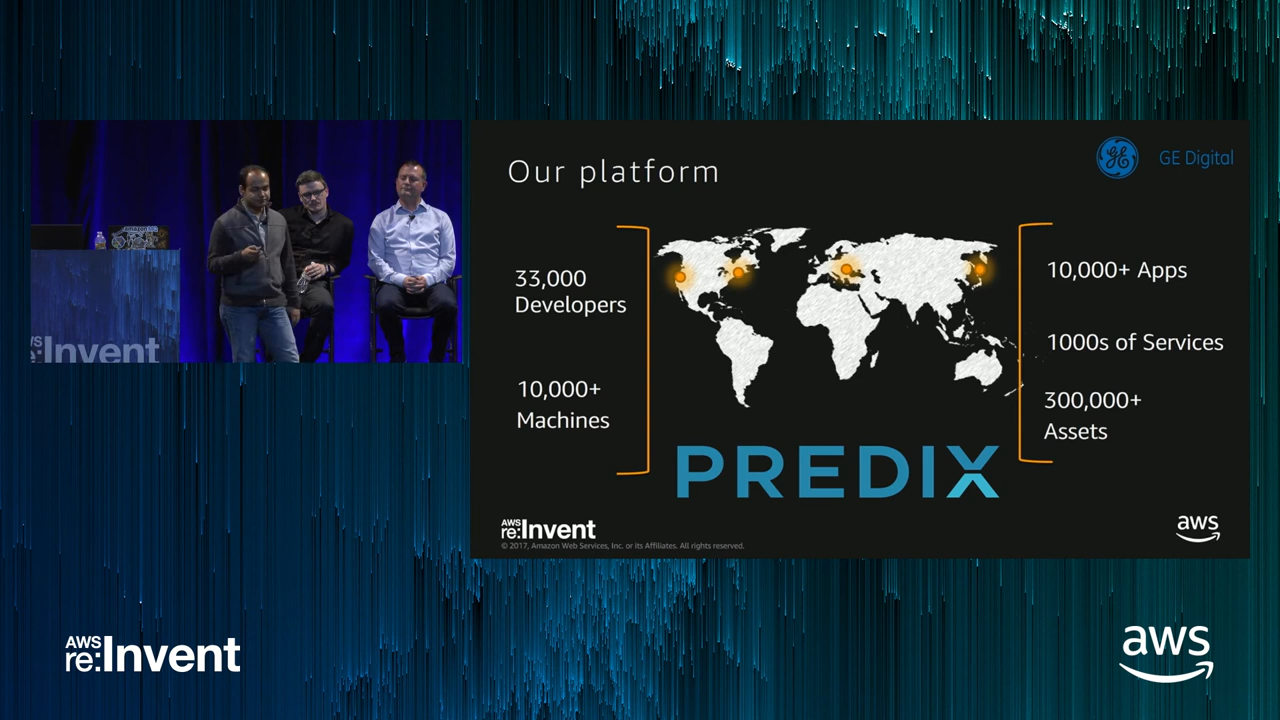 Our platform
GE Digital
33,000
Developers
10,000+
Machines
10,000+ Apps
1000s of Services
300,000+
Assets
PREDIX
AWS
re:Invent
© 2017, Amazon Web Services, Inc. or its Affiliates. All rights reserved.
aws
re:Invent
AWS
re:Invent
aws